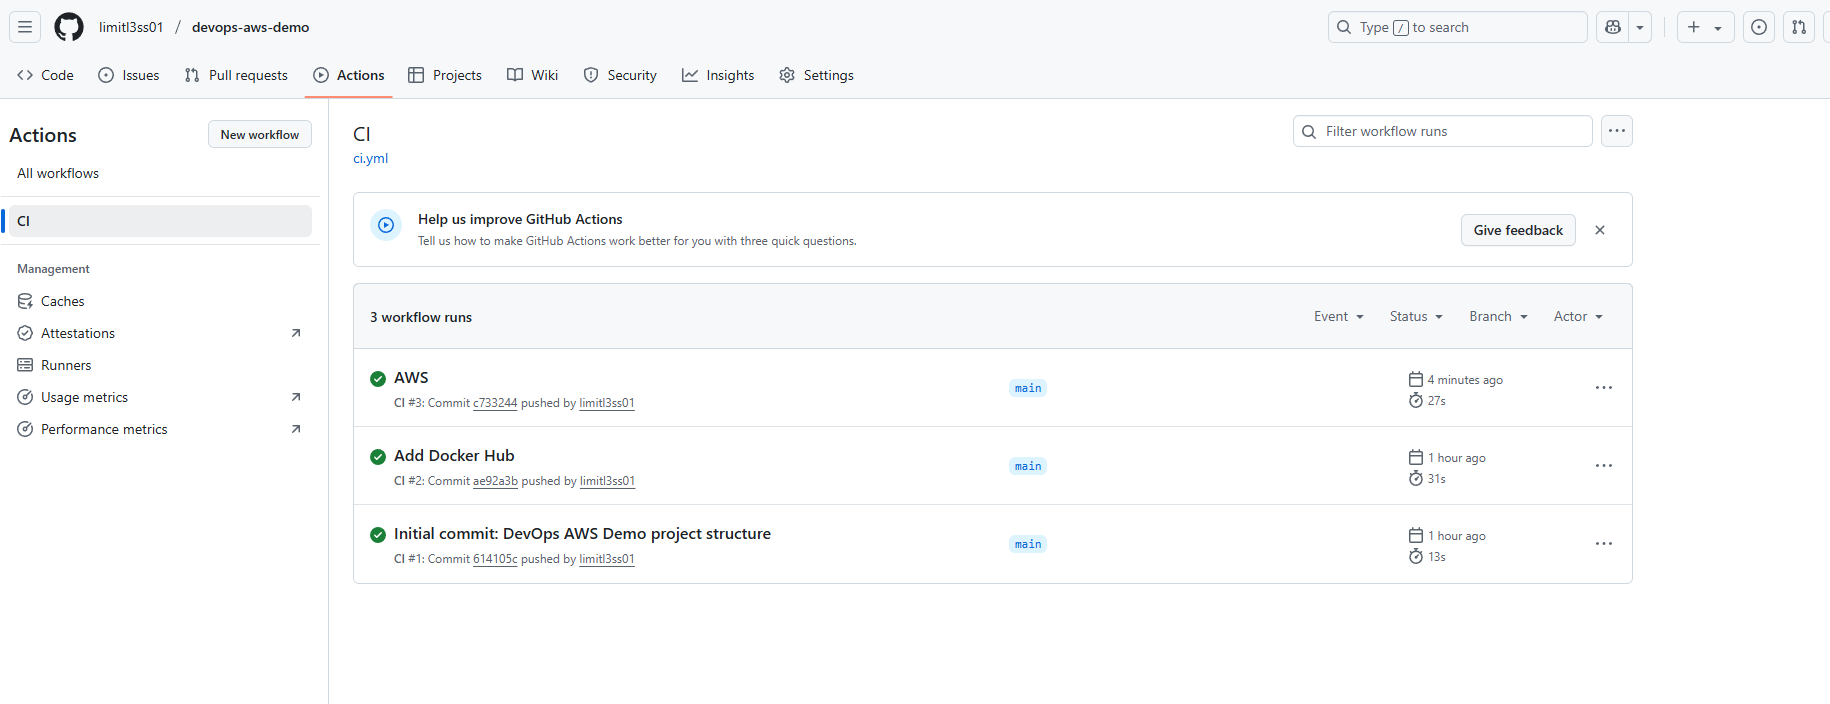 limitl3ss01 / devops-aws-demo
Type / to search
Code Issues Pull requests Actions Projects Wiki Security Insights Settings
Actions
New workflow
All workflows
CI
Management
Caches
Attestations
Runners
Usage metrics
Performance metrics
CI
ci.yml
Filter workflow runs
Help us improve GitHub Actions
Tell us how to make GitHub Actions work better for you with three quick questions.
Give feedback
3 workflow runs
Event Status Branch Actor
AWS
CI #3: Commit c733244 pushed by limitl3ss01
main
4 minutes ago
27s
Add Docker Hub
CI #2: Commit ae92a3b pushed by limitl3ss01
main
1 hour ago
31s
Initial commit: DevOps AWS Demo project structure
CI #1: Commit 614105c pushed by limitl3ss01
main
1 hour ago
13s